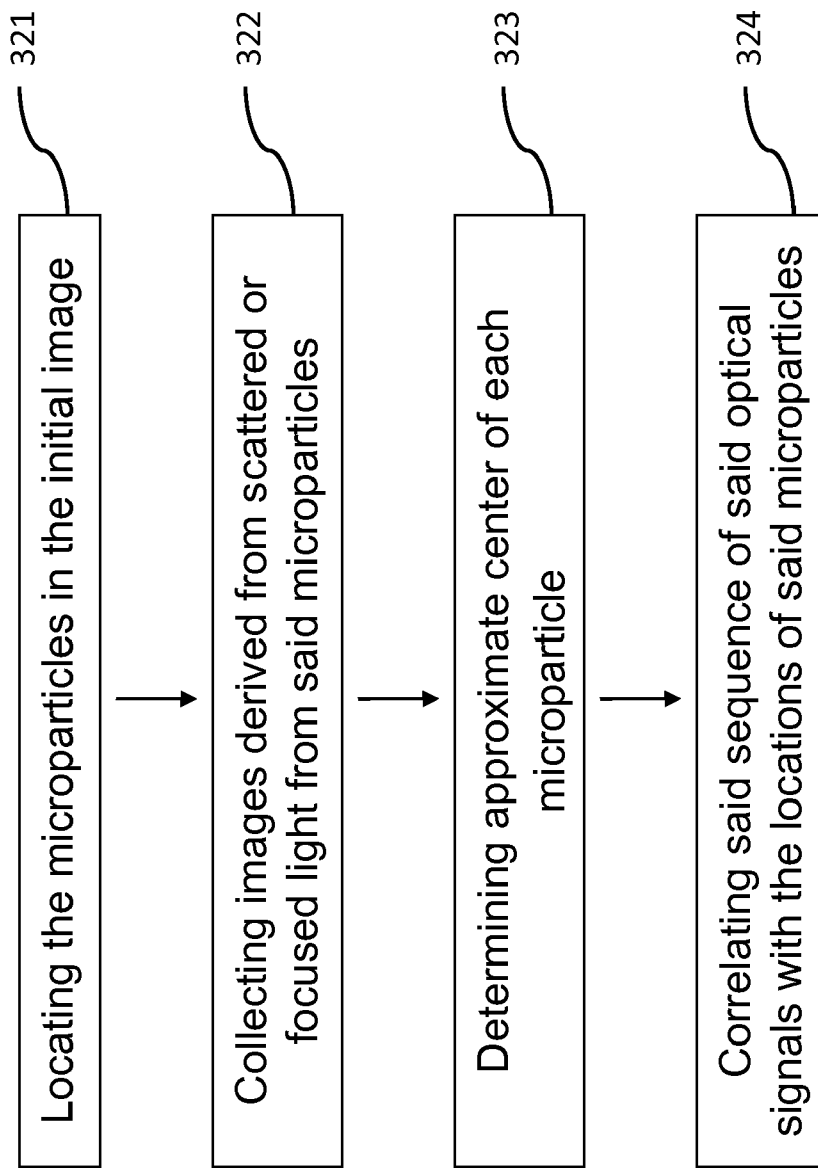 Locating the microparticles in the initial image
321
Collecting images derived from scattered or
focused light from said microparticles
322
Determining approximate center of each
microparticle
323
Correlating said sequence of said optical
signals with the locations of said microparticles
324